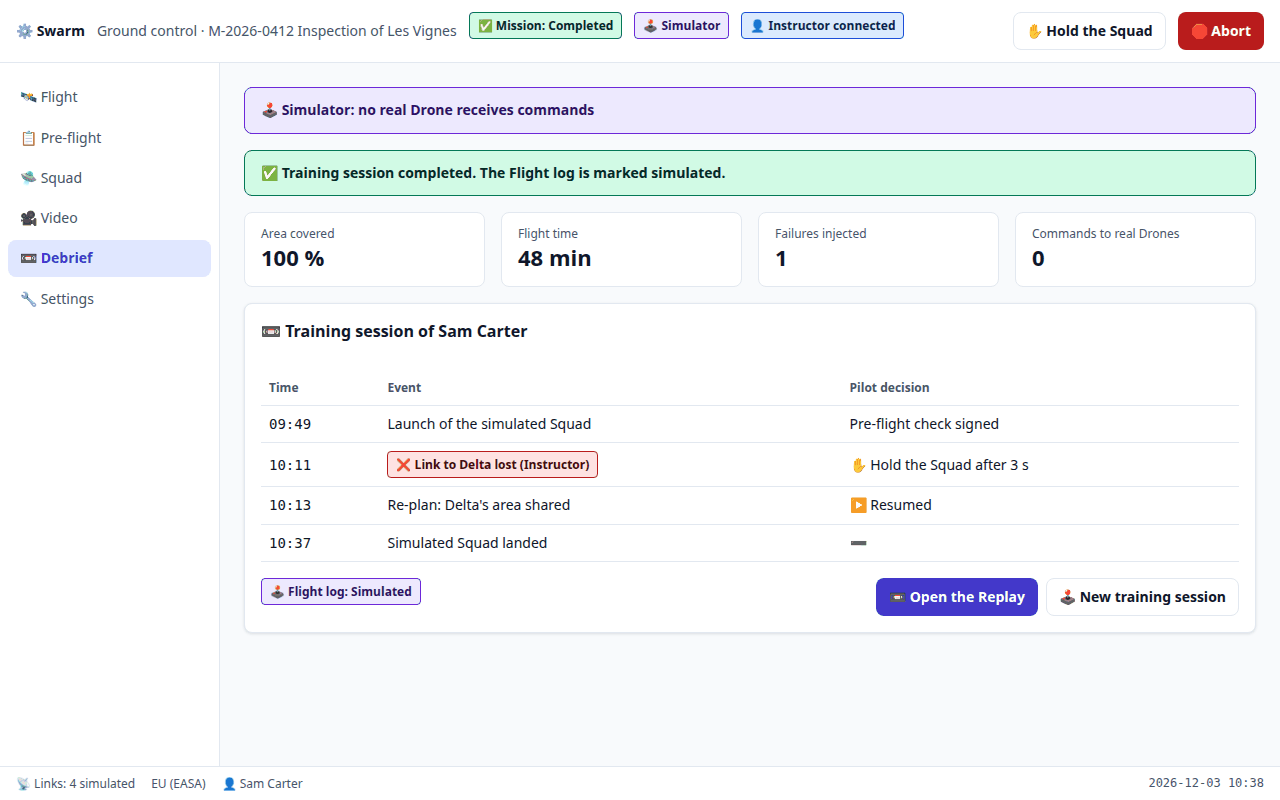 ⚙️ Swarm Ground control · M-2026-0412 Inspection of Les Vignes ✅ Mission: Completed 🕹️ Simulator 👤 Instructor connected ✋ Hold the Squad 🛑 Abort
🛰️ Flight
📋 Pre-flight
🛸 Squad
🎥 Video
📼 Debrief
🔧 Settings
🕹️ Simulator: no real Drone receives commands
✅ Training session completed. The Flight log is marked simulated.
Area covered
100 %
Flight time
48 min
Failures injected
1
Commands to real Drones
0
📼 Training session of Sam Carter
Time Event Pilot decision
09:49 Launch of the simulated Squad Pre-flight check signed
10:11 ❌ Link to Delta lost (Instructor) ✋ Hold the Squad after 3 s
10:13 Re-plan: Delta's area shared ▶️ Resumed
10:37 Simulated Squad landed ➖
🕹️ Flight log: Simulated 📼 Open the Replay 🕹️ New training session
📡 Links: 4 simulated EU (EASA) 👤 Sam Carter 2026-12-03 10:38